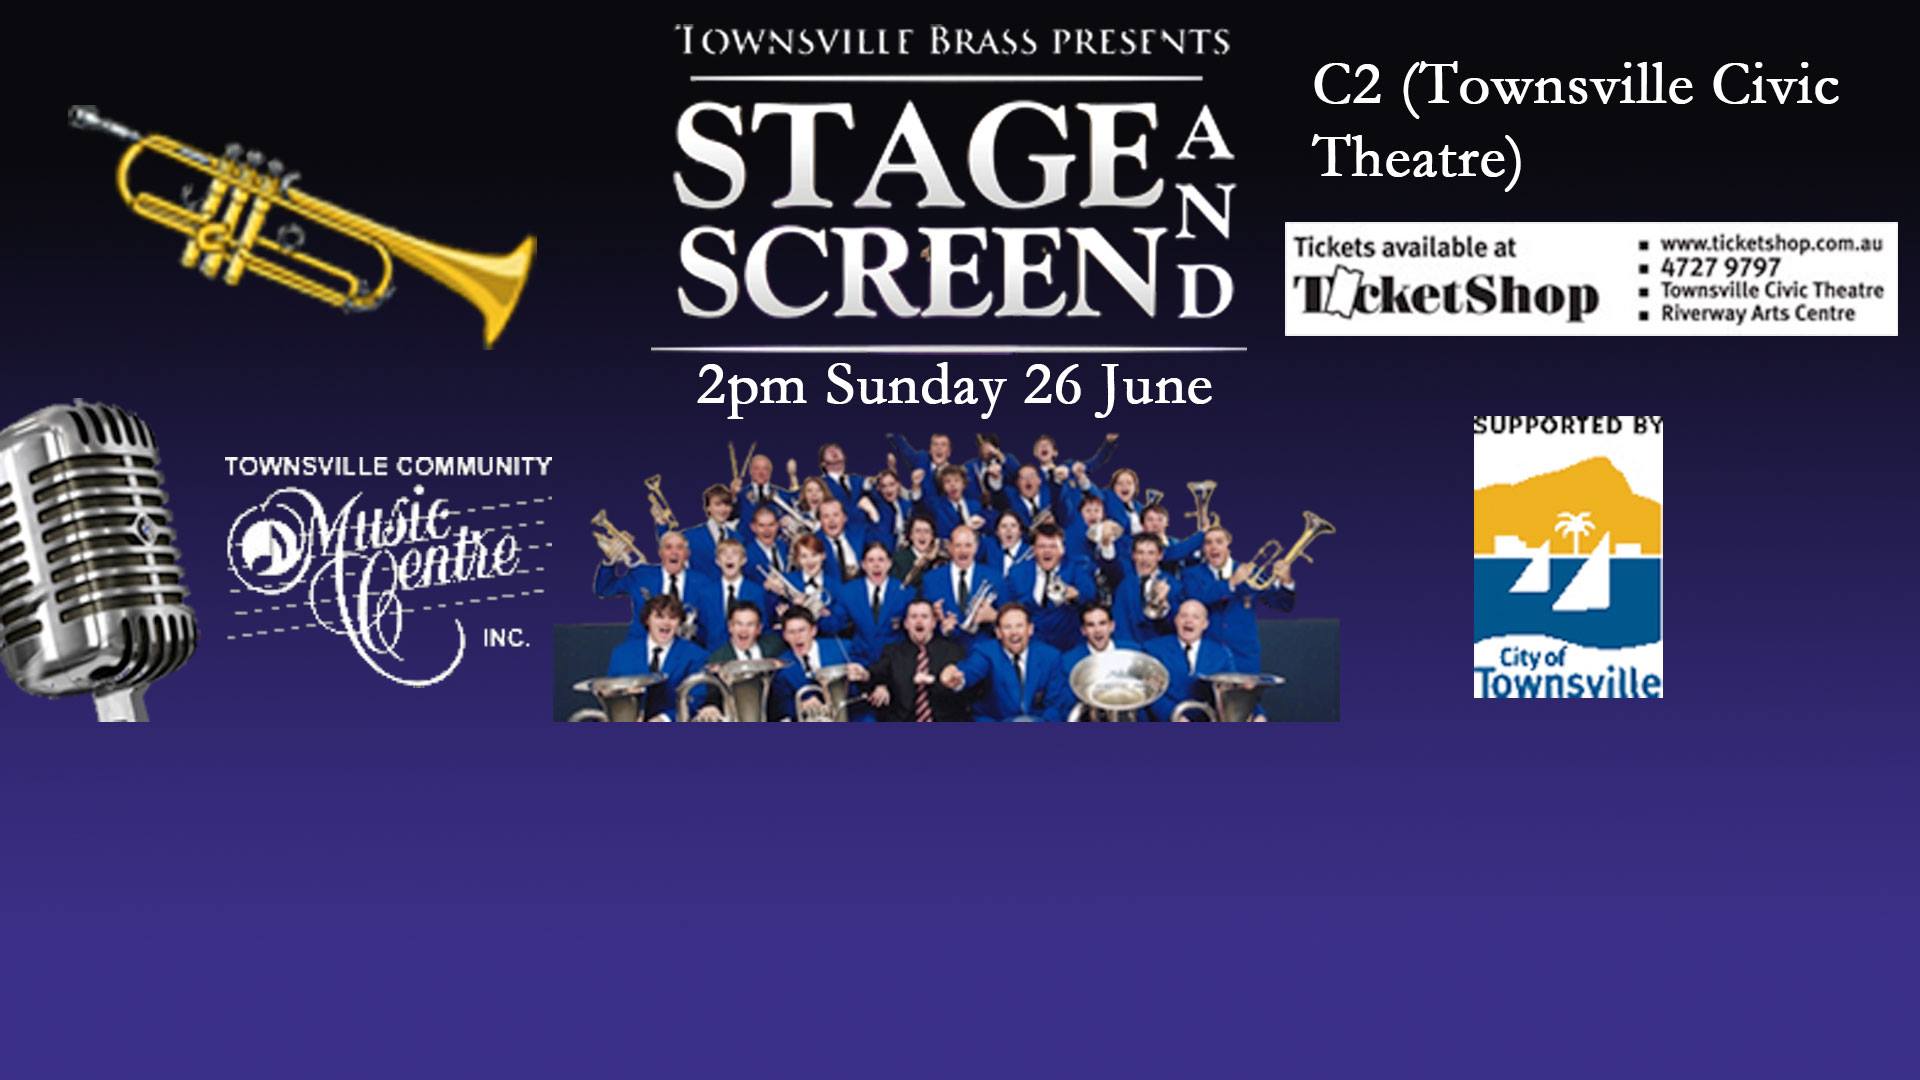 TOWNSVILLE BRASS PRESENTS
STAGE AND
SCREEN
2pm Sunday 26 June
C2 (Townsville Civic
Theatre)
Tickets available at
TicketShop
www.ticketshop.com.au
4727 9797
Townsville Civic Theatre
Riverway Arts Centre
TOWNSVILLE COMMUNITY
Music
Centre
INC.
SUPPORTED BY
City of
Townsville